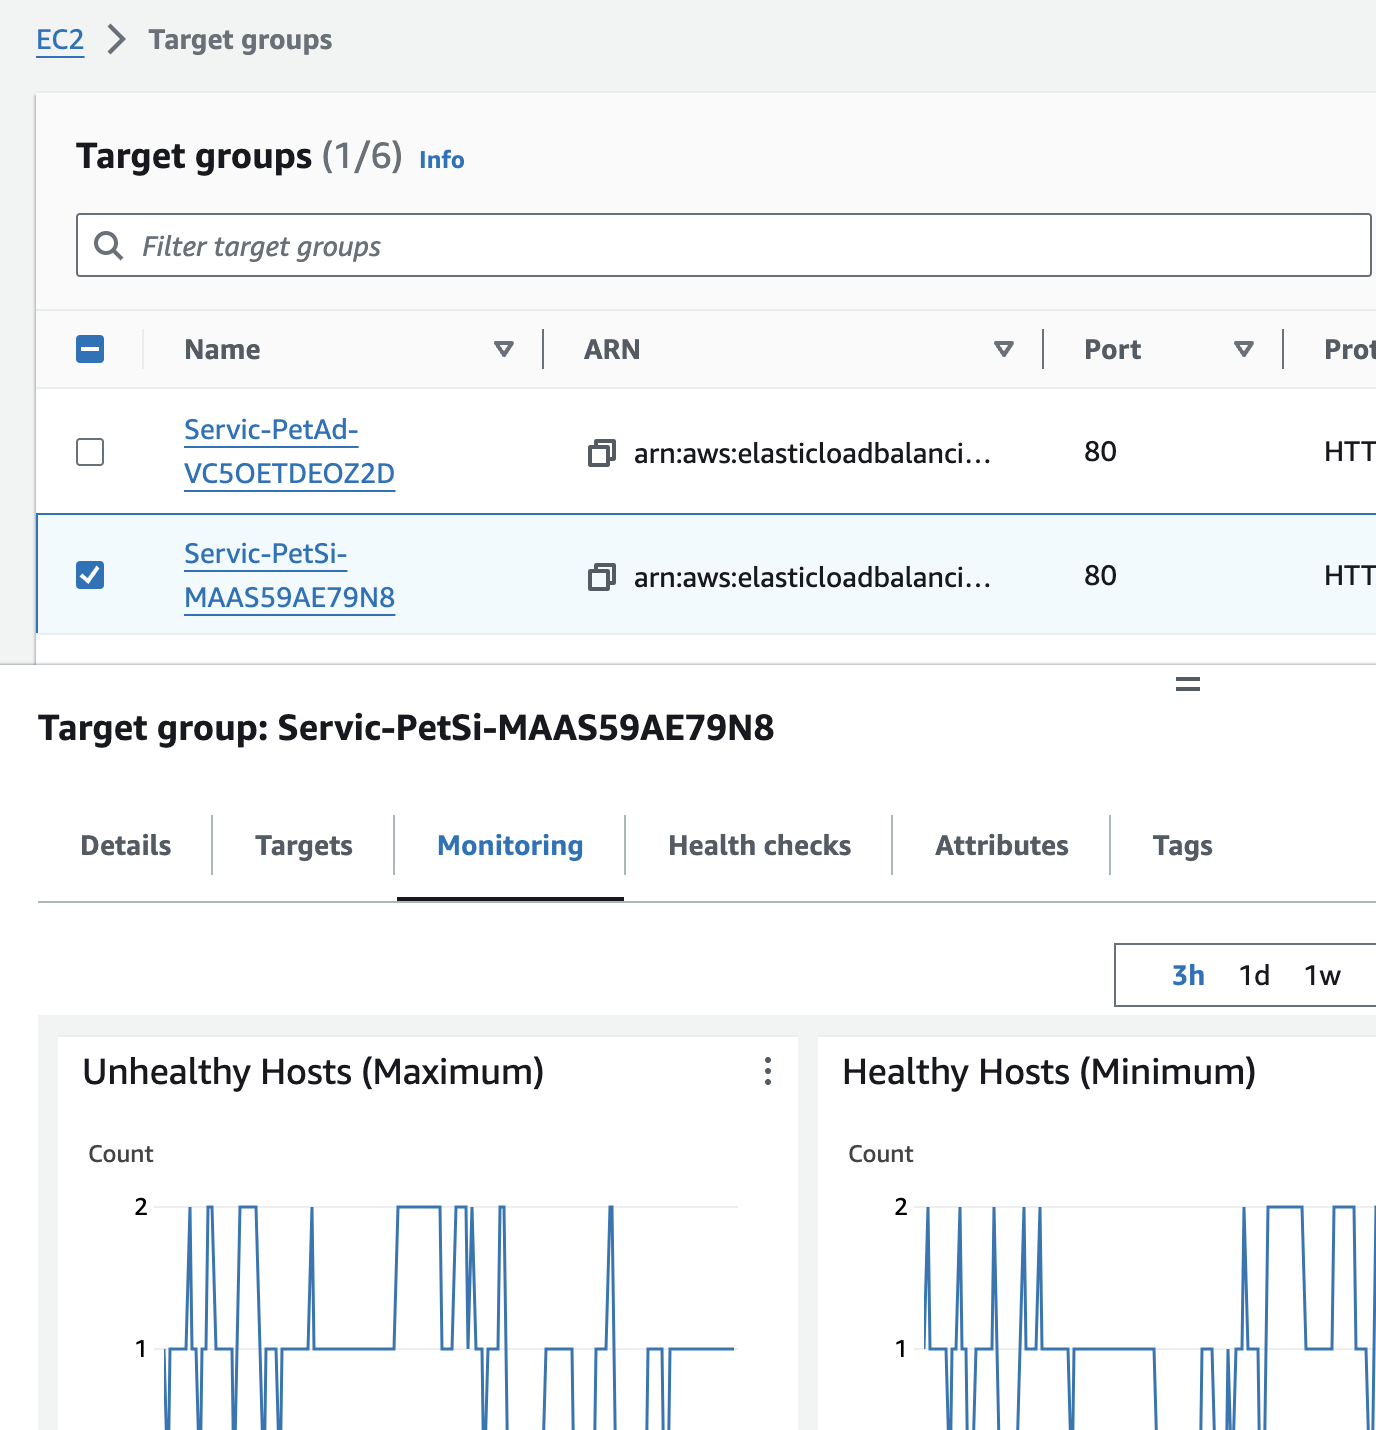 EC2 > Target groups
Target groups (1/6) Info
Filter target groups
Name ARN Port Prot
Servic-PetAd-
VC5OETDEOZ2D
arn:aws:elasticloadbalanci... 80 HTT
Servic-PetSi-
MAAS59AE79N8
arn:aws:elasticloadbalanci... 80 HTT
Target group: Servic-PetSi-MAAS59AE79N8
Details Targets Monitoring Health checks Attributes Tags
3h 1d 1w
Unhealthy Hosts (Maximum)
Count
2
1
Healthy Hosts (Minimum)
Count
2
1